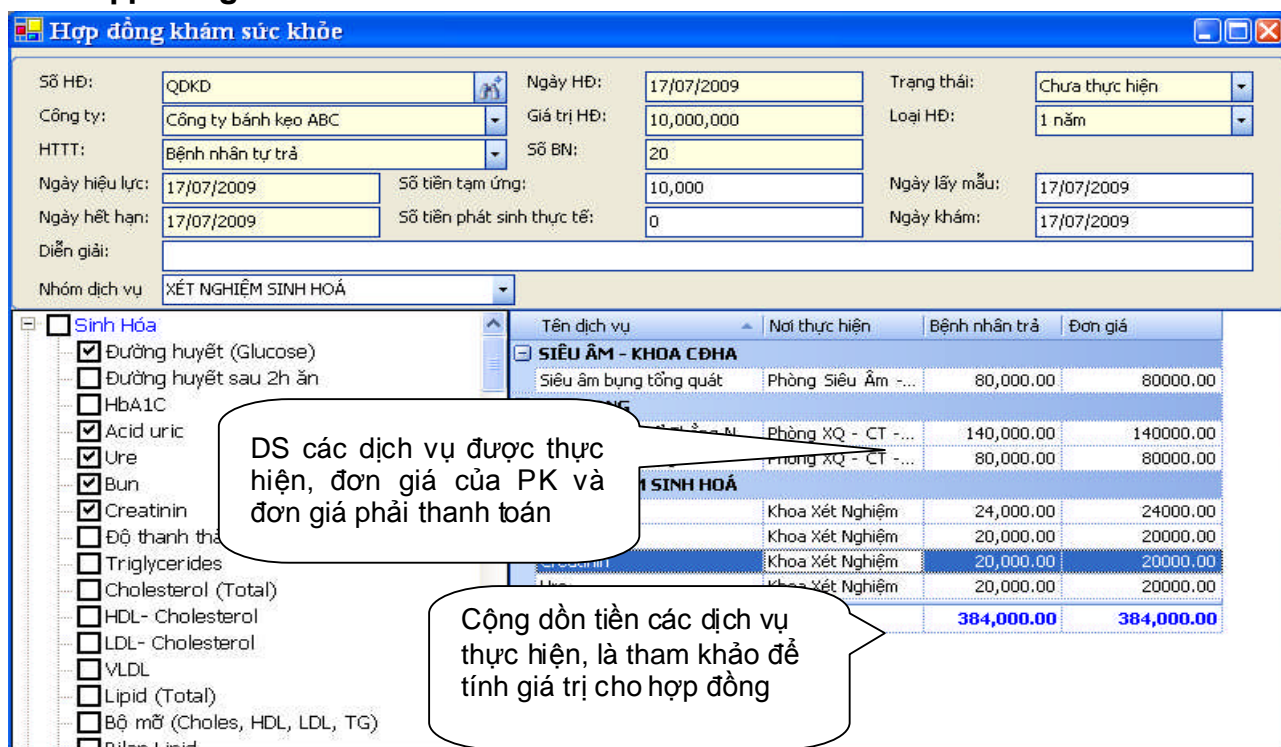 Hợp đồng khám sức khỏe
Số HĐ: QDKD Ngày HĐ: 17/07/2009 Trạng thái: Chưa thực hiện
Công ty: Công ty bánh kẹo ABC Giá trị HĐ: 10,000,000 Loại HĐ: 1 năm
HTTT: Bệnh nhân tự trả Số BN: 20
Ngày hiệu lực: 17/07/2009 Số tiền tạm ứng: 10,000 Ngày lấy mẫu: 17/07/2009
Ngày hết hạn: 17/07/2009 Số tiền phát sinh thực tế: 0 Ngày khám: 17/07/2009
Diễn giải:
Nhóm dịch vụ XÉT NGHIỆM SINH HOÁ
Sinh Hóa
Đường huyết (Glucose)
Đường huyết sau 2h ăn
HbA1C
Acid uric
Ure
Bun
Creatinin
Độ thanh
Triglycerides
Cholesterol (Total)
HDL- Cholesterol
LDL- Cholesterol
VLDL
Lipid (Total)
Bộ mỡ (Choles, HDL, LDL, TG)
Bilan Lipid
Tên dịch vụ Nơi thực hiện Bệnh nhân trả Đơn giá
SIÊU ÂM - KHOA CĐHA
Siêu âm bụng tổng quát Phòng Siêu Âm -... 80,000.00 80000.00
Phòng XQ - CT -... 140,000.00 140000.00
Phòng XQ - CT -... 80,000.00 80000.00
SINH HOÁ
Khoa Xét Nghiệm 24,000.00 24000.00
Khoa Xét Nghiệm 20,000.00 20000.00
Creatinin Khoa Xét Nghiệm 20,000.00 20000.00
Ure Khoa Xét Nghiệm 20,000.00 20000.00
384,000.00 384,000.00
DS các dịch vụ được thực
hiện, đơn giá của PK và
đơn giá phải thanh toán
Cộng dồn tiền các dịch vụ
thực hiện, là tham khảo để
tính giá trị cho hợp đồng